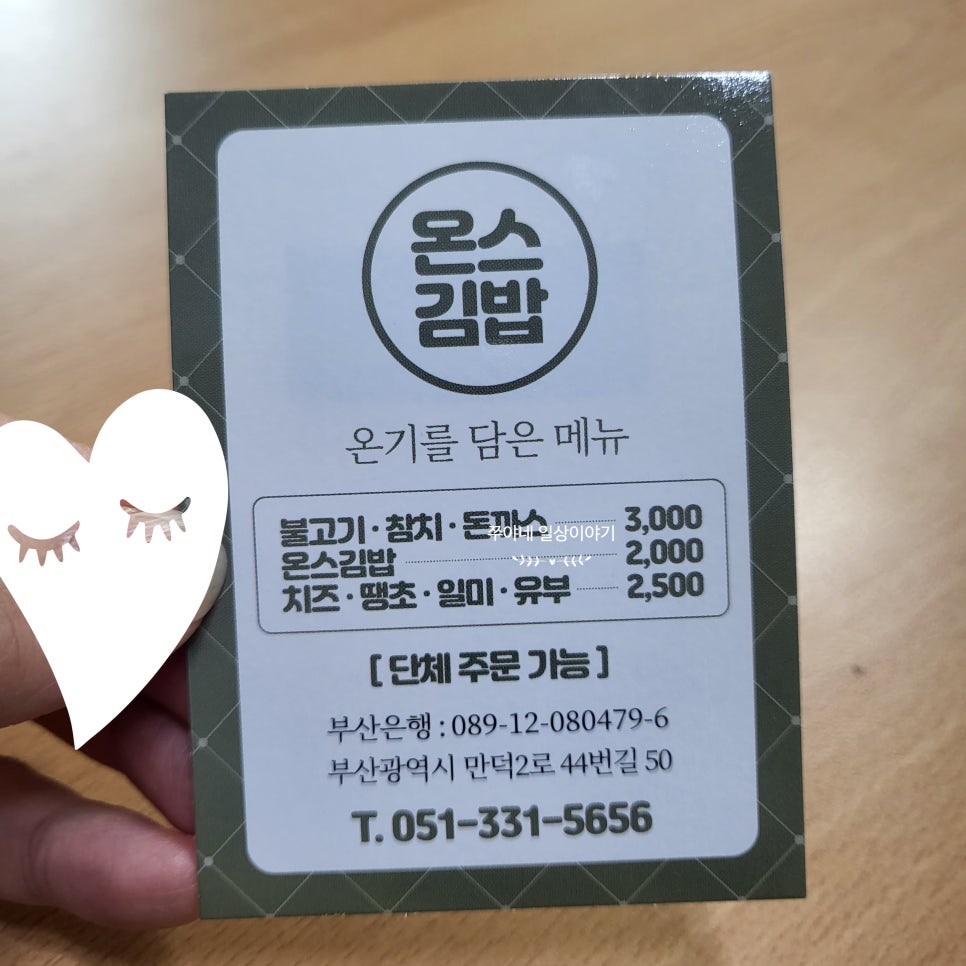 온스
김밥
온기를 담은 메뉴
불고기·참치·돈까스 3,000
온스김밥 2,000
치즈·땡초·일미·유부 2,500
쭈야네 일상이야기
[단체 주문 가능]
부산은행 : 089-12-080479-6
부산광역시 만덕2로 44번길 50
T. 051-331-5656